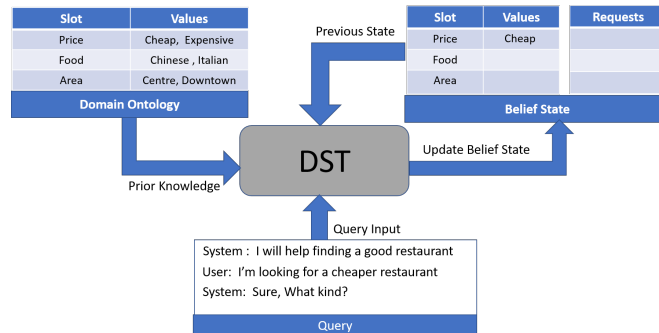 Slot Values
Price Cheap, Expensive
Food Chinese , Italian
Area Centre, Downtown
Domain Ontology
Previous State
Slot Values Requests
Price Cheap
Food
Area
Belief State
DST
Prior Knowledge
Update Belief State
Query Input
System : I will help finding a good restaurant
User: I'm looking for a cheaper restaurant
System: Sure, What kind?
Query